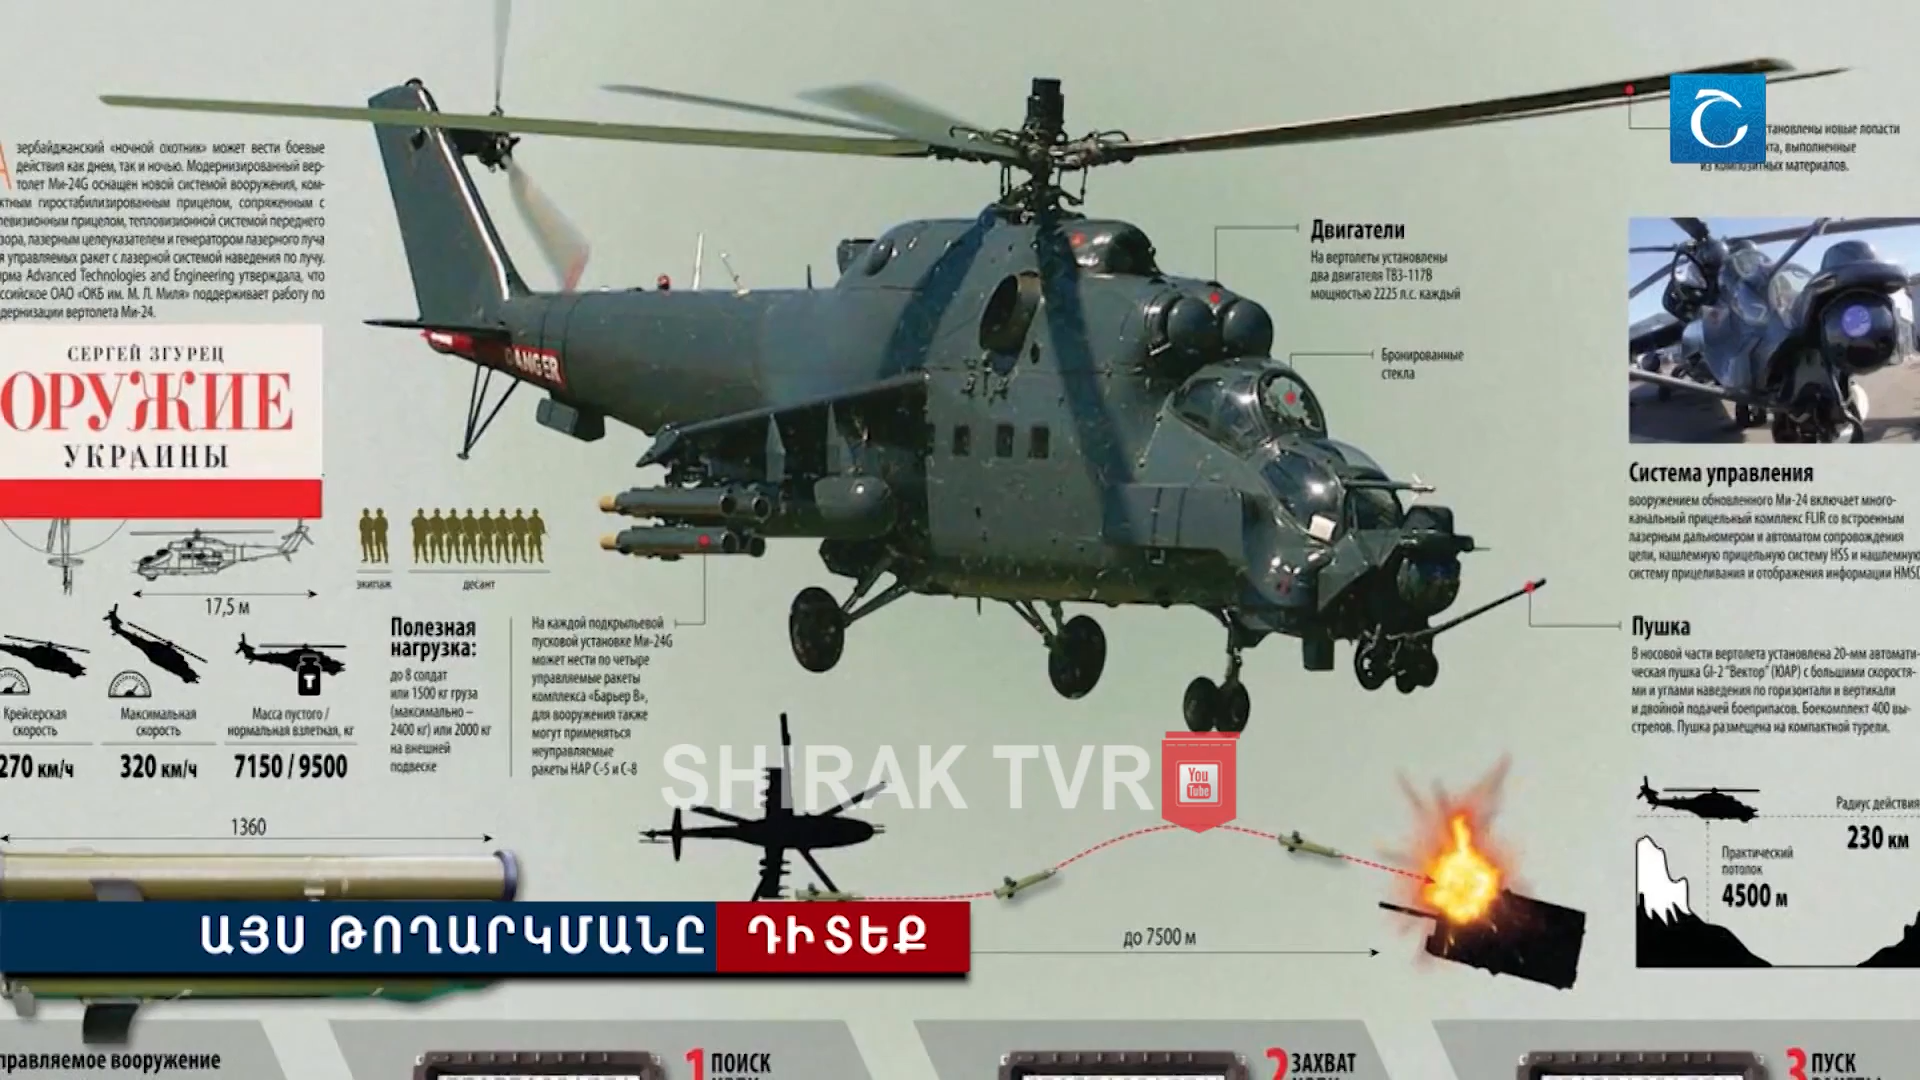 зербайджанский «ночной охотник» может вести боевые
действия как днем, так и ночью. Модернизированный вер-
толет Ми-24G оснащен новой системой вооружения, ком-
ктным гиростабилизированным прицелом, сопряженным с
левизионным прицелом, тепловизионной системой переднего
зора, лазерным целеуказателем и генератором лазерного луча
я управляемых ракет с лазерной системой наведения по лучу.
рма Advanced Technologies and Engineering утверждала, что
ссийское ОАО «ОКБ им. М. Л. Миля» поддерживает работу по
дернизации вертолета Ми-24.
СЕРГЕЙ ЗГУРЕЦ
ОРУЖИЕ
УКРАИНЫ
17,5 м
экипаж
десант
Крейсерская
скорость
270 км/ч
Максимальная
скорость
320 км/ч
Масса пустого /
нормальная взлетная, кг
7150 / 9500
Полезная
нагрузка:
до 8 солдат
или 1500 кг груза
(максимально –
2400 кг) или 2000 кг
на внешней
подвеске
На каждой подкрыльевой
пусковой установке Ми-24G
может нести по четыре
управляемые ракеты
комплекса «Барьер В»,
для вооружения также
могут применяться
неуправляемые
ракеты НАР С-5 и С-8
DANGER
тановлены новые лопасти
кта, выполненные
из композитных материалов.
Двигатели
На вертолеты установлены
два двигателя ТВ3-117В
мощностью 2225 л.с. каждый
Бронированные
стекла
Система управления
вооружением обновленного Ми-24 включает много-
канальный прицельный комплекс FLIR со встроенным
лазерным дальномером и автоматом сопровождения
цели, нашлемную прицельную систему HSS и нашлемную
систему прицеливания и отображения информации HMSD
Пушка
В носовой части вертолета установлена 20-мм автомати-
ческая пушка GI-2 "Вектор" (ЮАР) с большими скоростя-
ми и углами наведения по горизонтали и вертикали
и двойной подачей боеприпасов. Боекомплект 400 вы-
стрелов. Пушка размещена на компактной турели.
Радиус действия
230 км
Практический
потолок
4500 м
SHIRAK TVR
You
Tube
1360
до 7500 м
ԱՅՍ ԹՈՂԱՐԿՄԱՆԸ ԴԻՏԵՔ
правляемое вооружение
1 ПОИСК
2 ЗАХВАТ
3 ПУСК